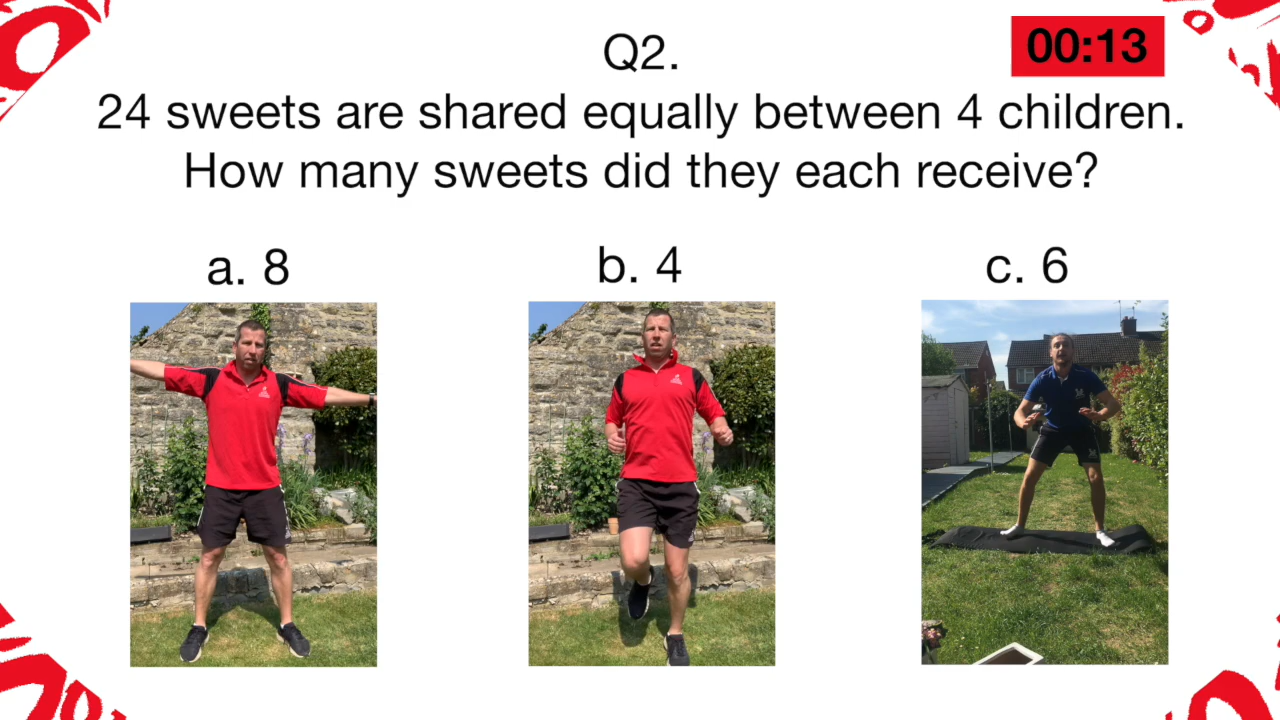 Q2.
00:13
24 sweets are shared equally between 4 children.
How many sweets did they each receive?
a. 8
b. 4
c. 6